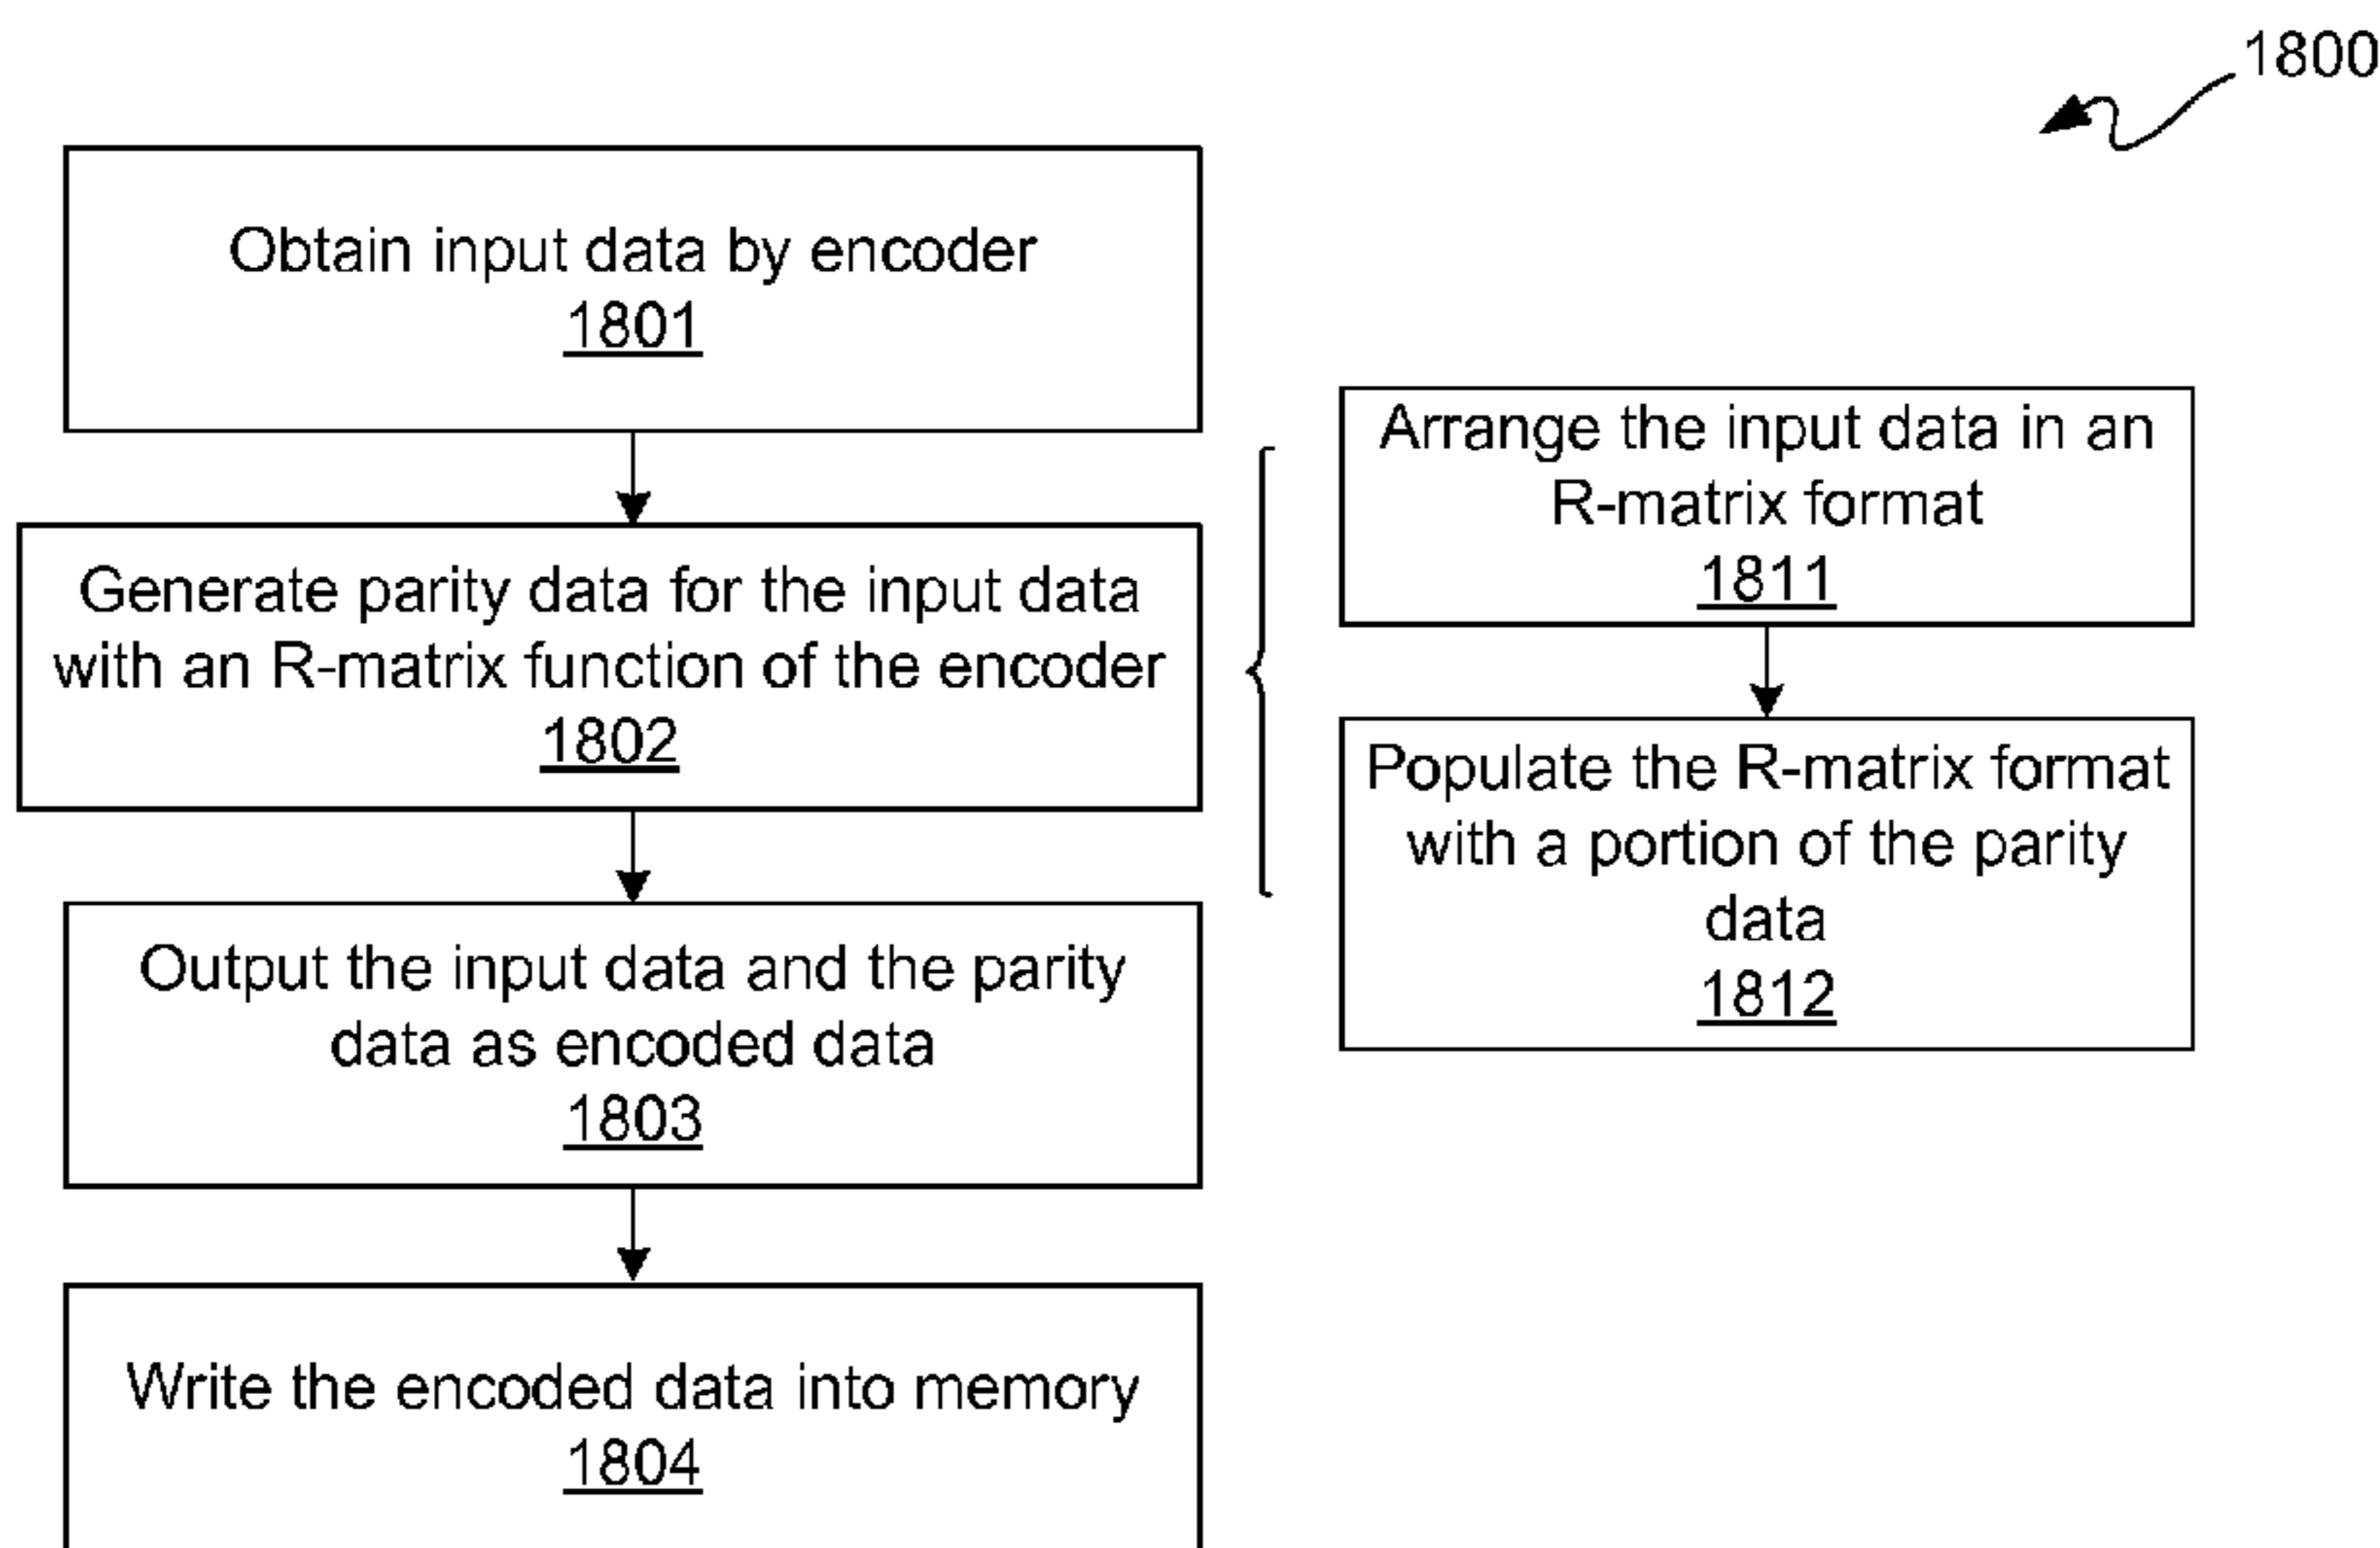 1800
Obtain input data by encoder
1801
Generate parity data for the input data
with an R-matrix function of the encoder
1802
Output the input data and the parity
data as encoded data
1803
Write the encoded data into memory
1804
Arrange the input data in an
R-matrix format
1811
Populate the R-matrix format
with a portion of the parity
data
1812